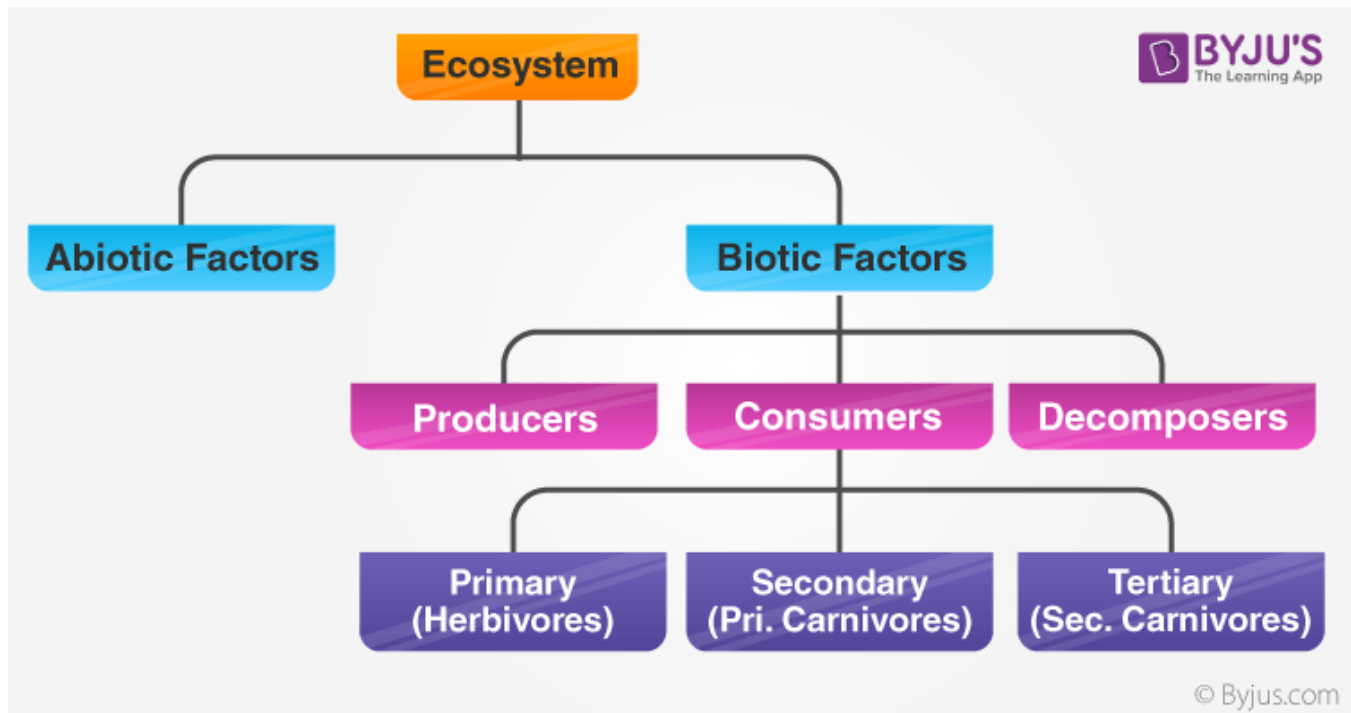 Ecosystem
BYJU'S
The Learning App
Abiotic Factors
Biotic Factors
Producers
Consumers
Decomposers
Primary
(Herbivores)
Secondary
(Pri. Carnivores)
Tertiary
(Sec. Carnivores)
© Byjus.com